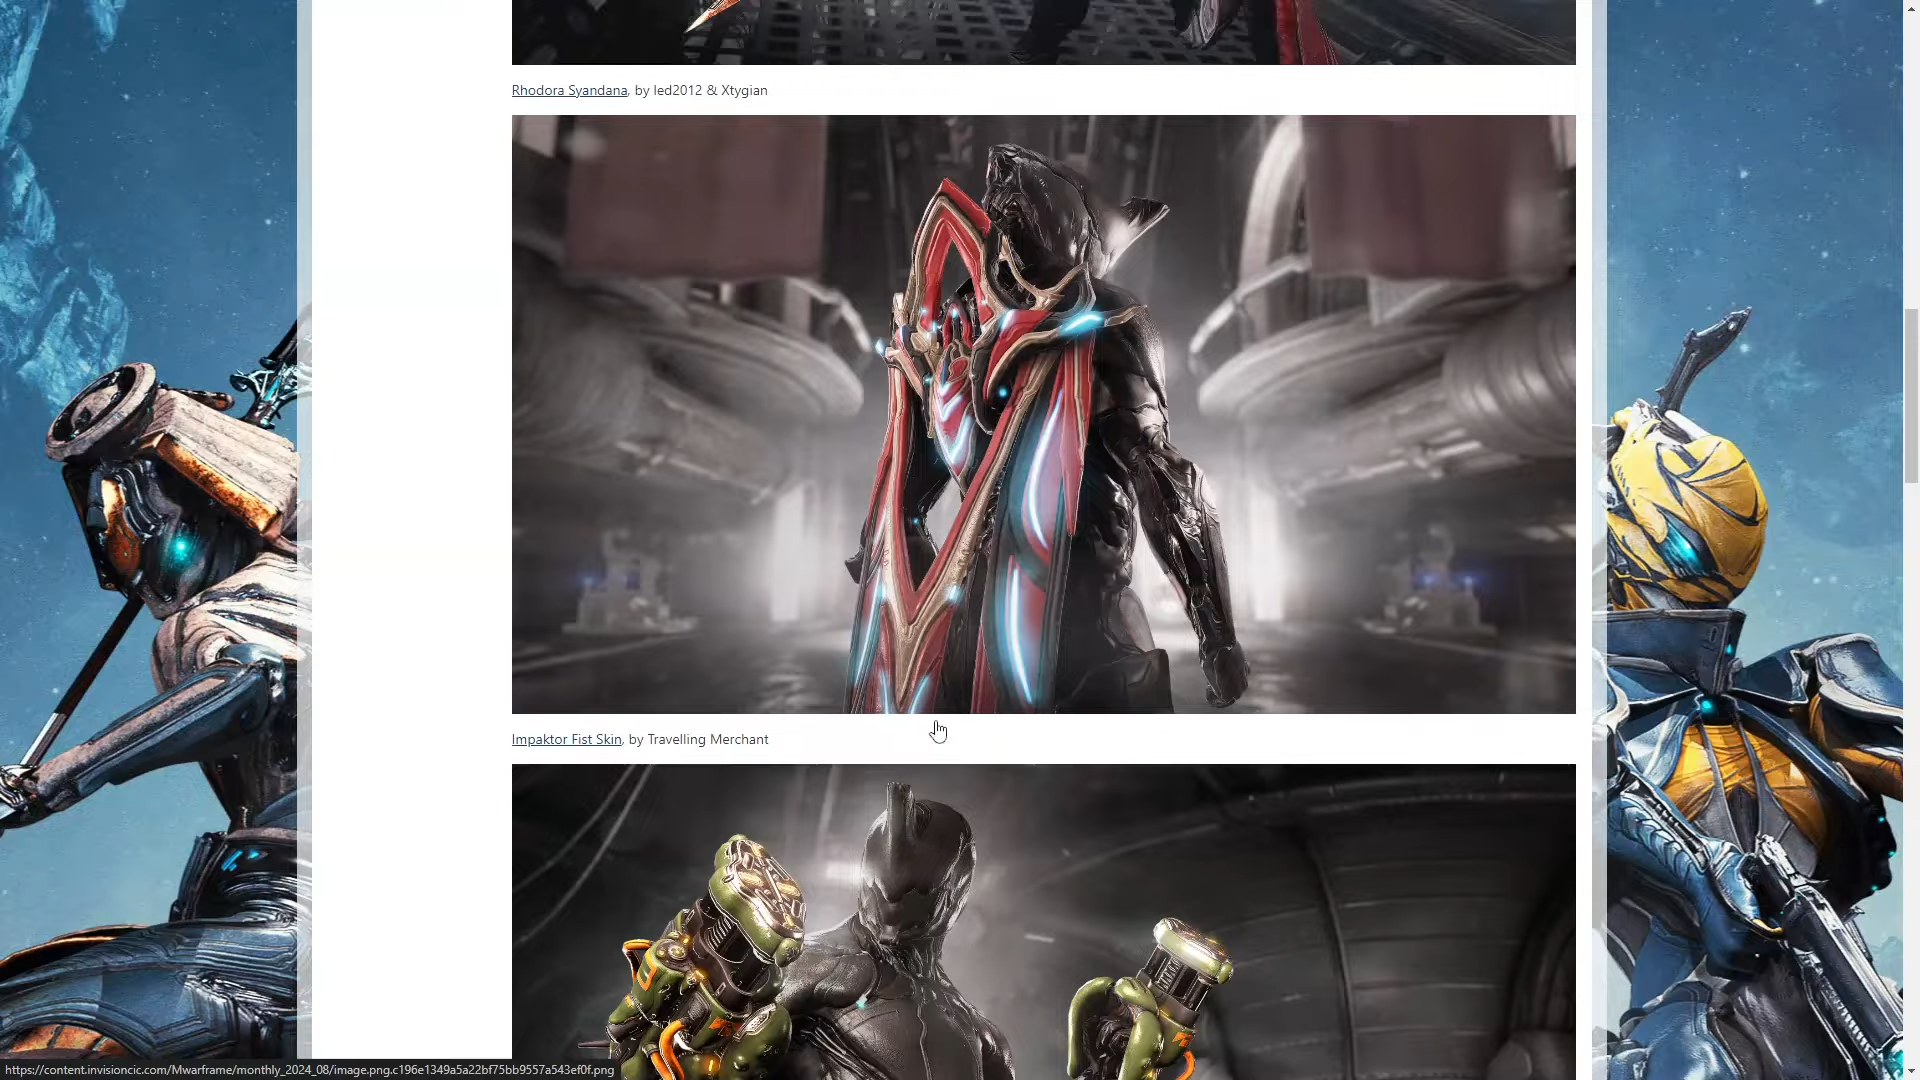 Rhodora Syandana, by led2012 & Xtygian
Impaktor Fist Skin, by Travelling Merchant
https://content.invisioncic.com/Mwarframe/monthly_2024_08/image.png.c196e1349a5a22bf75bb9557a543ef0f.png